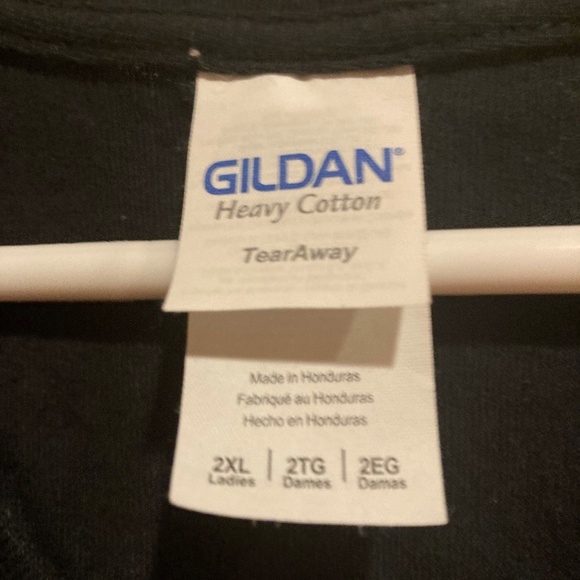 GILDAN®
Heavy Cotton
TearAway
Made in Honduras
Fabriqué au Honduras
Hecho en Honduras
2XL | 2TG | 2EG
Ladies | Dames | Damas